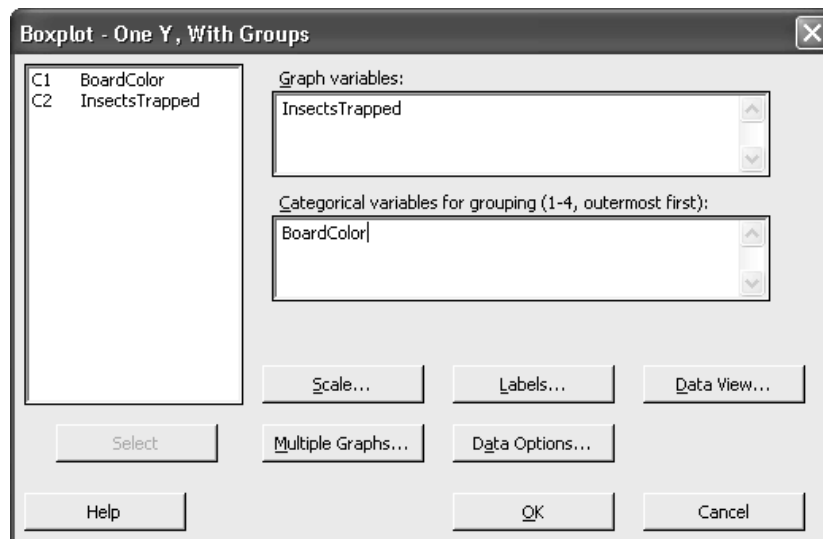 Boxplot - One Y, With Groups
C1 BoardColor
C2 InsectsTrapped
Graph variables:
InsectsTrapped
Categorical variables for grouping (1-4, outermost first):
BoardColor
Scale...
Labels...
Data View...
Select
Multiple Graphs...
Data Options...
Help
OK
Cancel